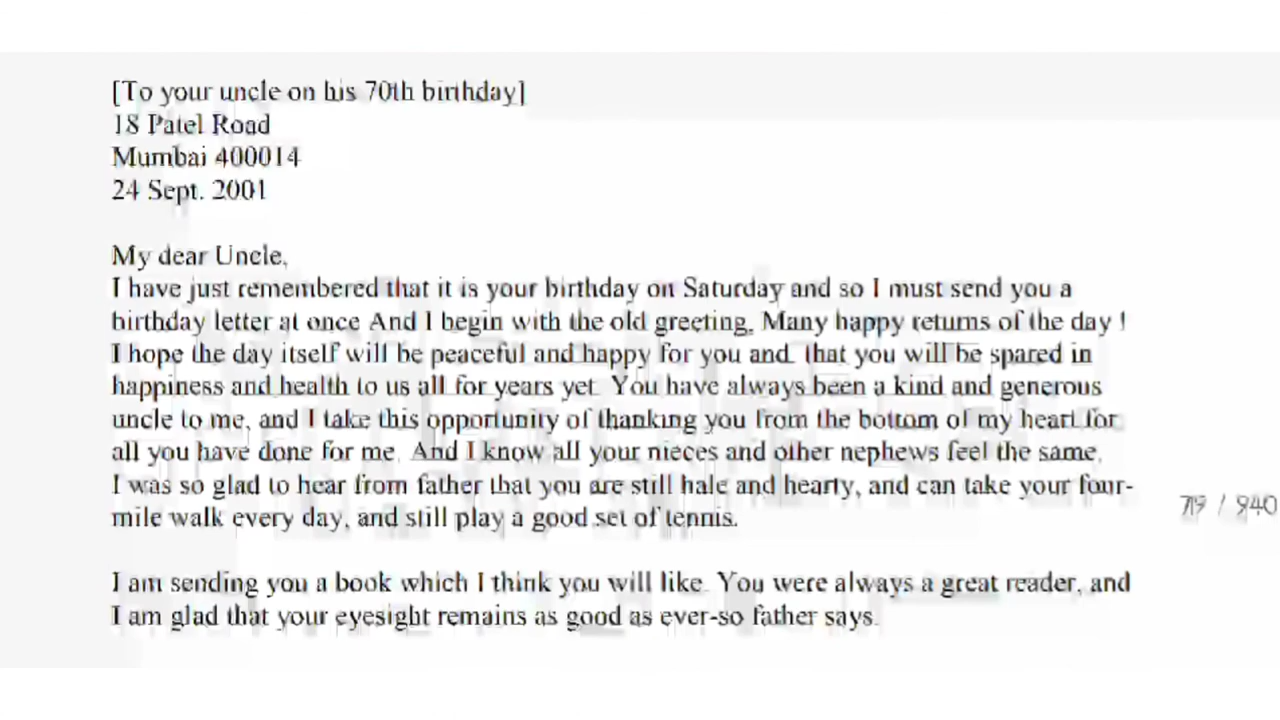 [To your uncle on his 70th birthday]
18 Patel Road
Mumbai 400014
24 Sept. 2001
My dear Uncle,
I have just remembered that it is your birthday on Saturday and so I must send you a
birthday letter at once And I begin with the old greeting, Many happy returns of the day !
I hope the day itself will be peaceful and happy for you and that you will be spared in
happiness and health to us all for years yet. You have always been a kind and generous
uncle to me, and I take this opportunity of thanking you from the bottom of my heart for
all you have done for me. And I know all your nieces and other nephews feel the same.
I was so glad to hear from father that you are still hale and hearty, and can take your four-
mile walk every day, and still play a good set of tennis.
719 / 940
I am sending you a book which I think you will like. You were always a great reader, and
I am glad that your eyesight remains as good as ever-so father says.